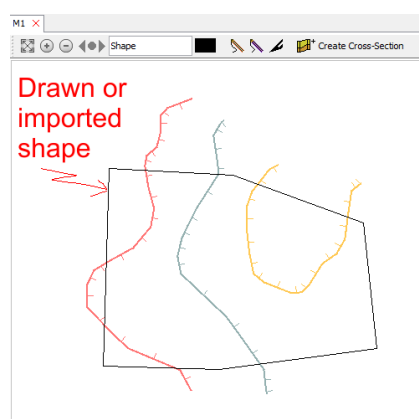 M1
Shape
Create Cross-Section
Drawn or
imported
shape